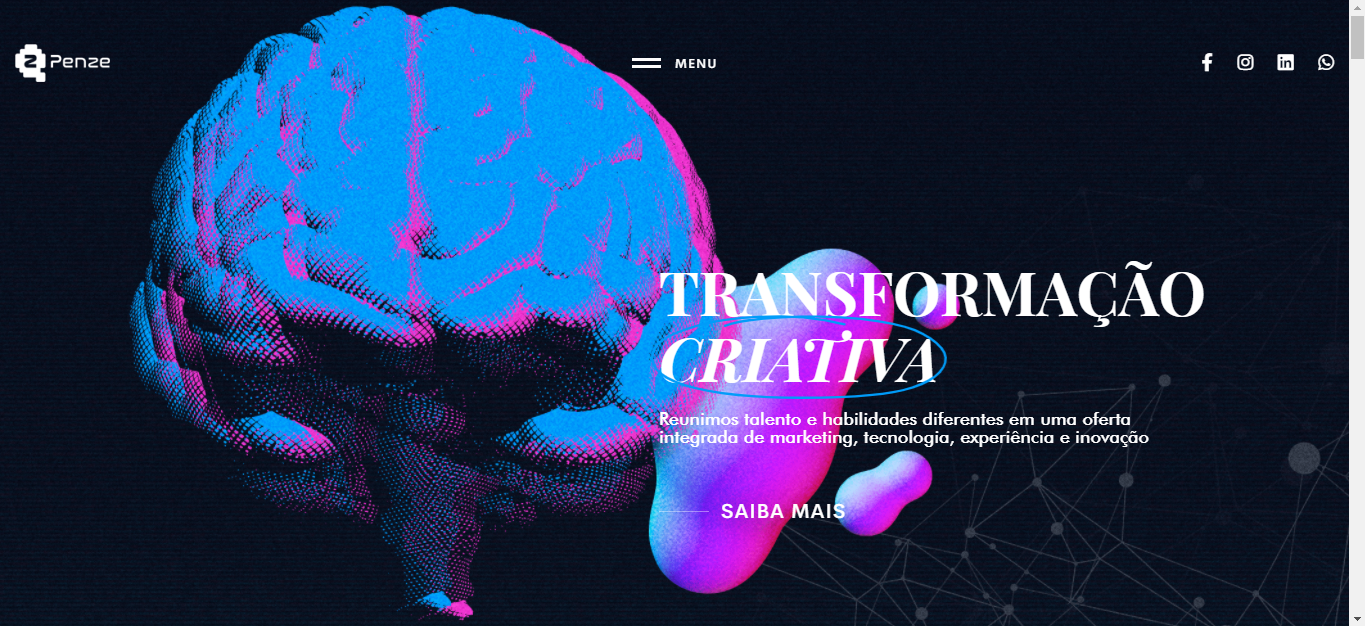 Penze
MENU
TRANSFORMAÇÃO
CRIATIVA
Reunimos talento e habilidades diferentes em uma oferta
integrada de marketing, tecnologia, experiência e inovação
SAIBA MAIS